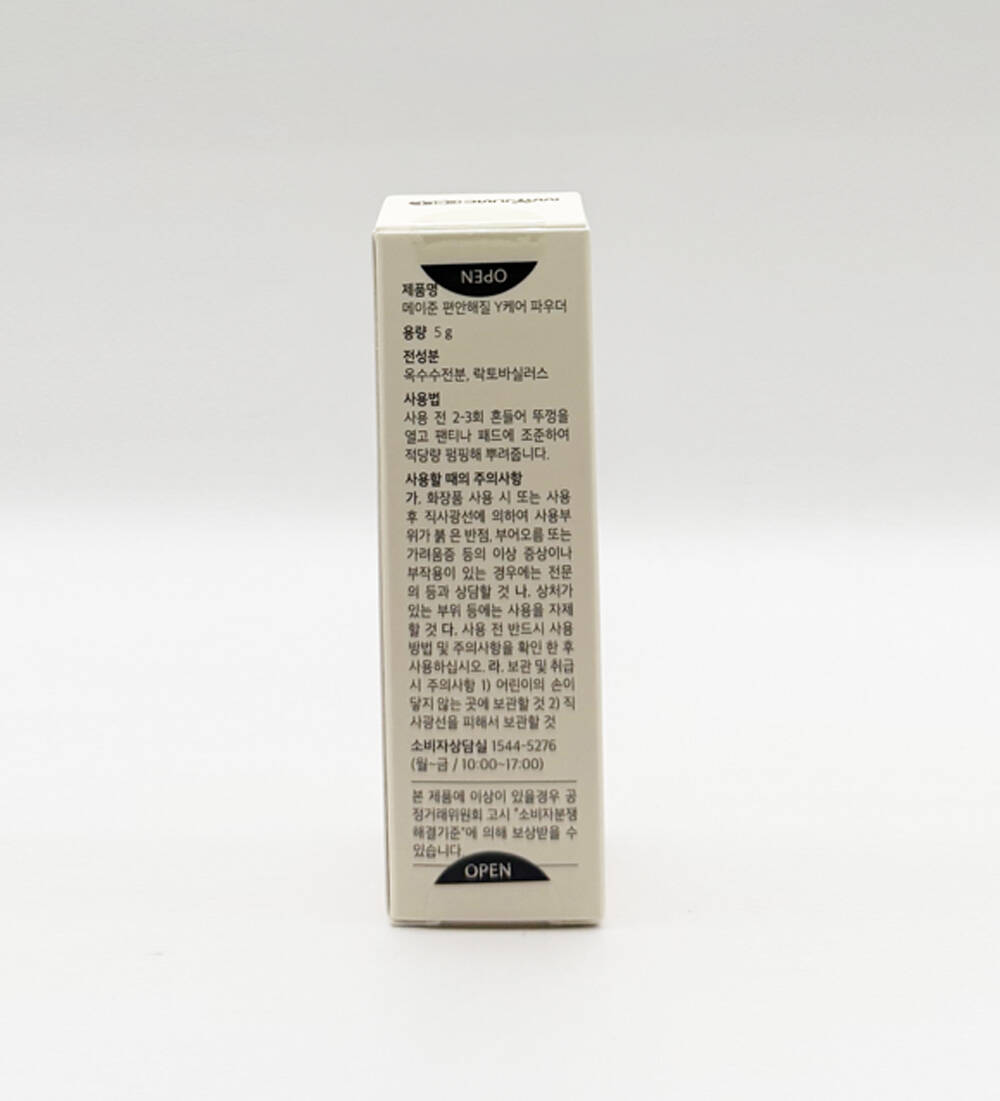 OPEN
제품명
메이준 편안해질 Y케어 파우더
용량 5 g
전성분
옥수수전분, 락토바실러스
사용법
사용 전 2-3회 흔들어 뚜껑을
열고 팬티나 패드에 조준하여
적당량 펌핑해 뿌려줍니다.
사용할 때의 주의사항
가. 화장품 사용 시 또는 사용
후 직사광선에 의하여 사용부
위가 붉 은 반점, 부어오름 또는
가려움증 등의 이상 증상이나
부작용이 있는 경우에는 전문
의 등과 상담할 것 나. 상처가
있는 부위 등에는 사용을 자제
할 것 다. 사용 전 반드시 사용
방법 및 주의사항을 확인 한 후
사용하십시오. 라. 보관 및 취급
시 주의사항 1) 어린이의 손이
닿지 않는 곳에 보관할 것 2) 직
사광선을 피해서 보관할 것
소비자상담실 1544-5276
(월~금 / 10:00~17:00)
본 제품에 이상이 있을경우 공
정거래위원회 고시 "소비자분쟁
해결기준"에 의해 보상받을 수
있습니다
OPEN